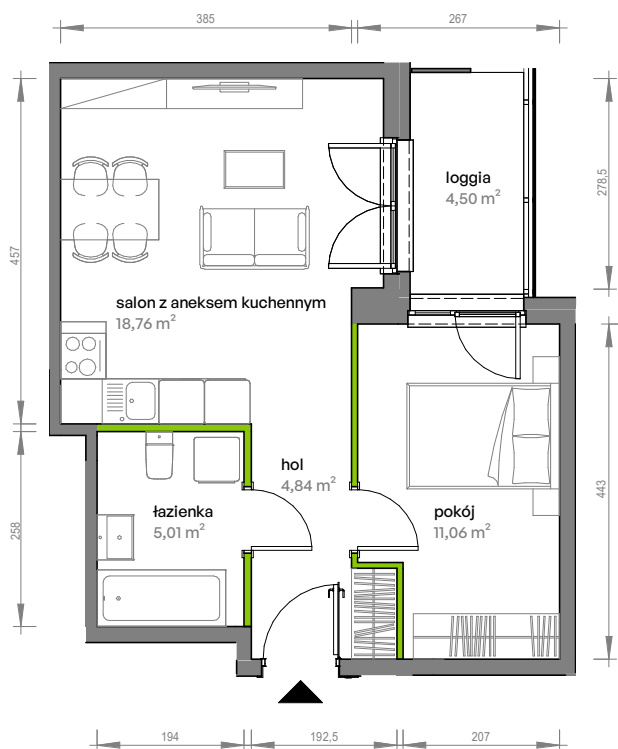 385
267
loggia
4,50 m²
278,5
457
salon z aneksem kuchennym
18,76 m²
hol
4,84 m²
łazienka
5,01 m²
pokój
11,06 m²
443
258
194
192,5
207